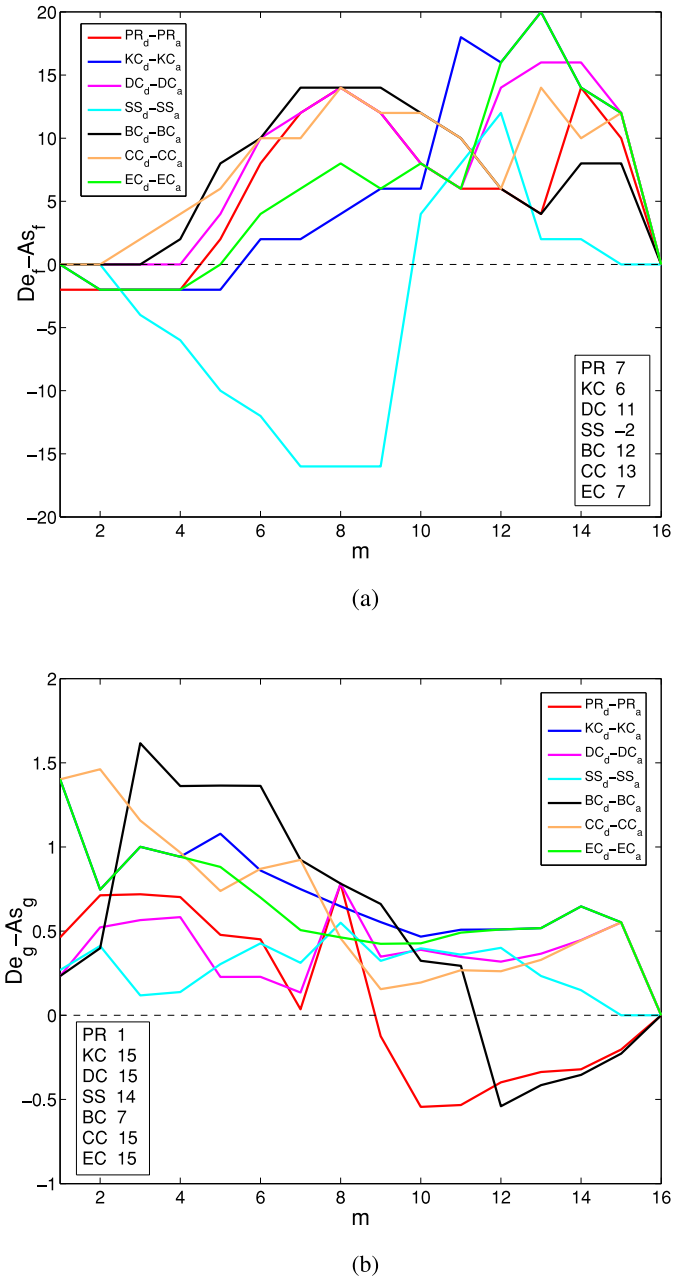 20
15
10
5
0
−5
−10
−15
−20
De_f−As_f
PR_d−PR_a
KC_d−KC_a
DC_d−DC_a
SS_d−SS_a
BC_d−BC_a
CC_d−CC_a
EC_d−EC_a
PR 7
KC 6
DC 11
SS −2
BC 12
CC 13
EC 7
2 4 6 8 10 12 14 16
m
(a)
2
1.5
1
0.5
0
−0.5
−1
De_g−As_g
PR_d−PR_a
KC_d−KC_a
DC_d−DC_a
SS_d−SS_a
BC_d−BC_a
CC_d−CC_a
EC_d−EC_a
PR 1
KC 15
DC 15
SS 14
BC 7
CC 15
EC 15
2 4 6 8 10 12 14 16
m
(b)